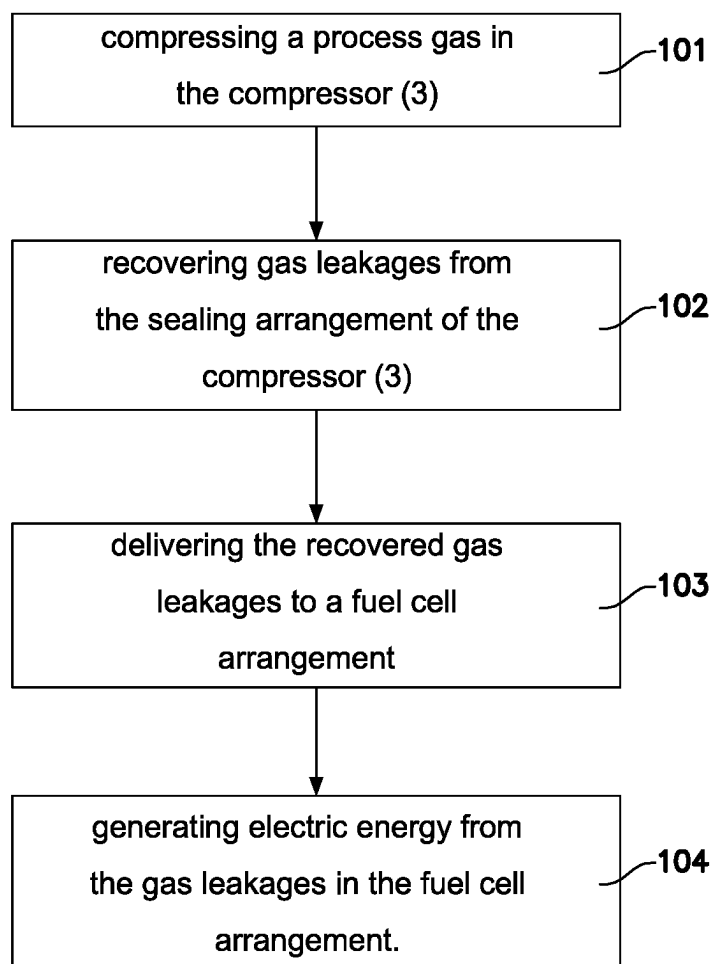 compressing a process gas in
the compressor (3)
101
recovering gas leakages from
the sealing arrangement of the
compressor (3)
102
delivering the recovered gas
leakages to a fuel cell
arrangement
103
generating electric energy from
the gas leakages in the fuel cell
arrangement.
104